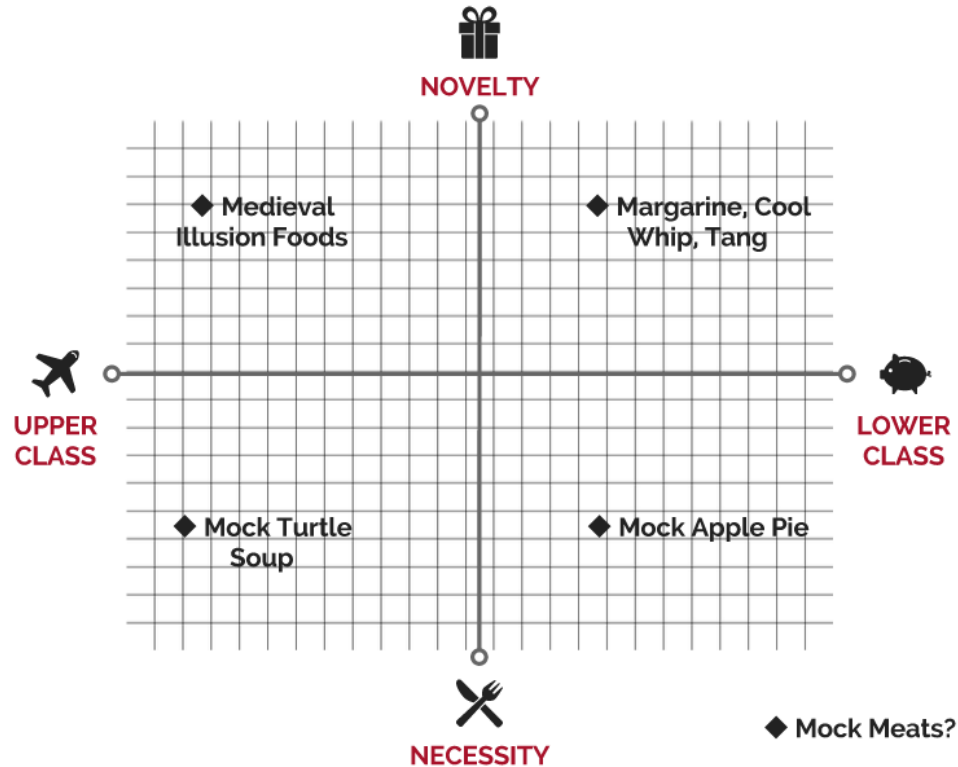 NOVELTY
Medieval
Illusion Foods
Margarine, Cool
Whip, Tang
UPPER
CLASS
LOWER
CLASS
Mock Turtle
Soup
Mock Apple Pie
NECESSITY
Mock Meats?